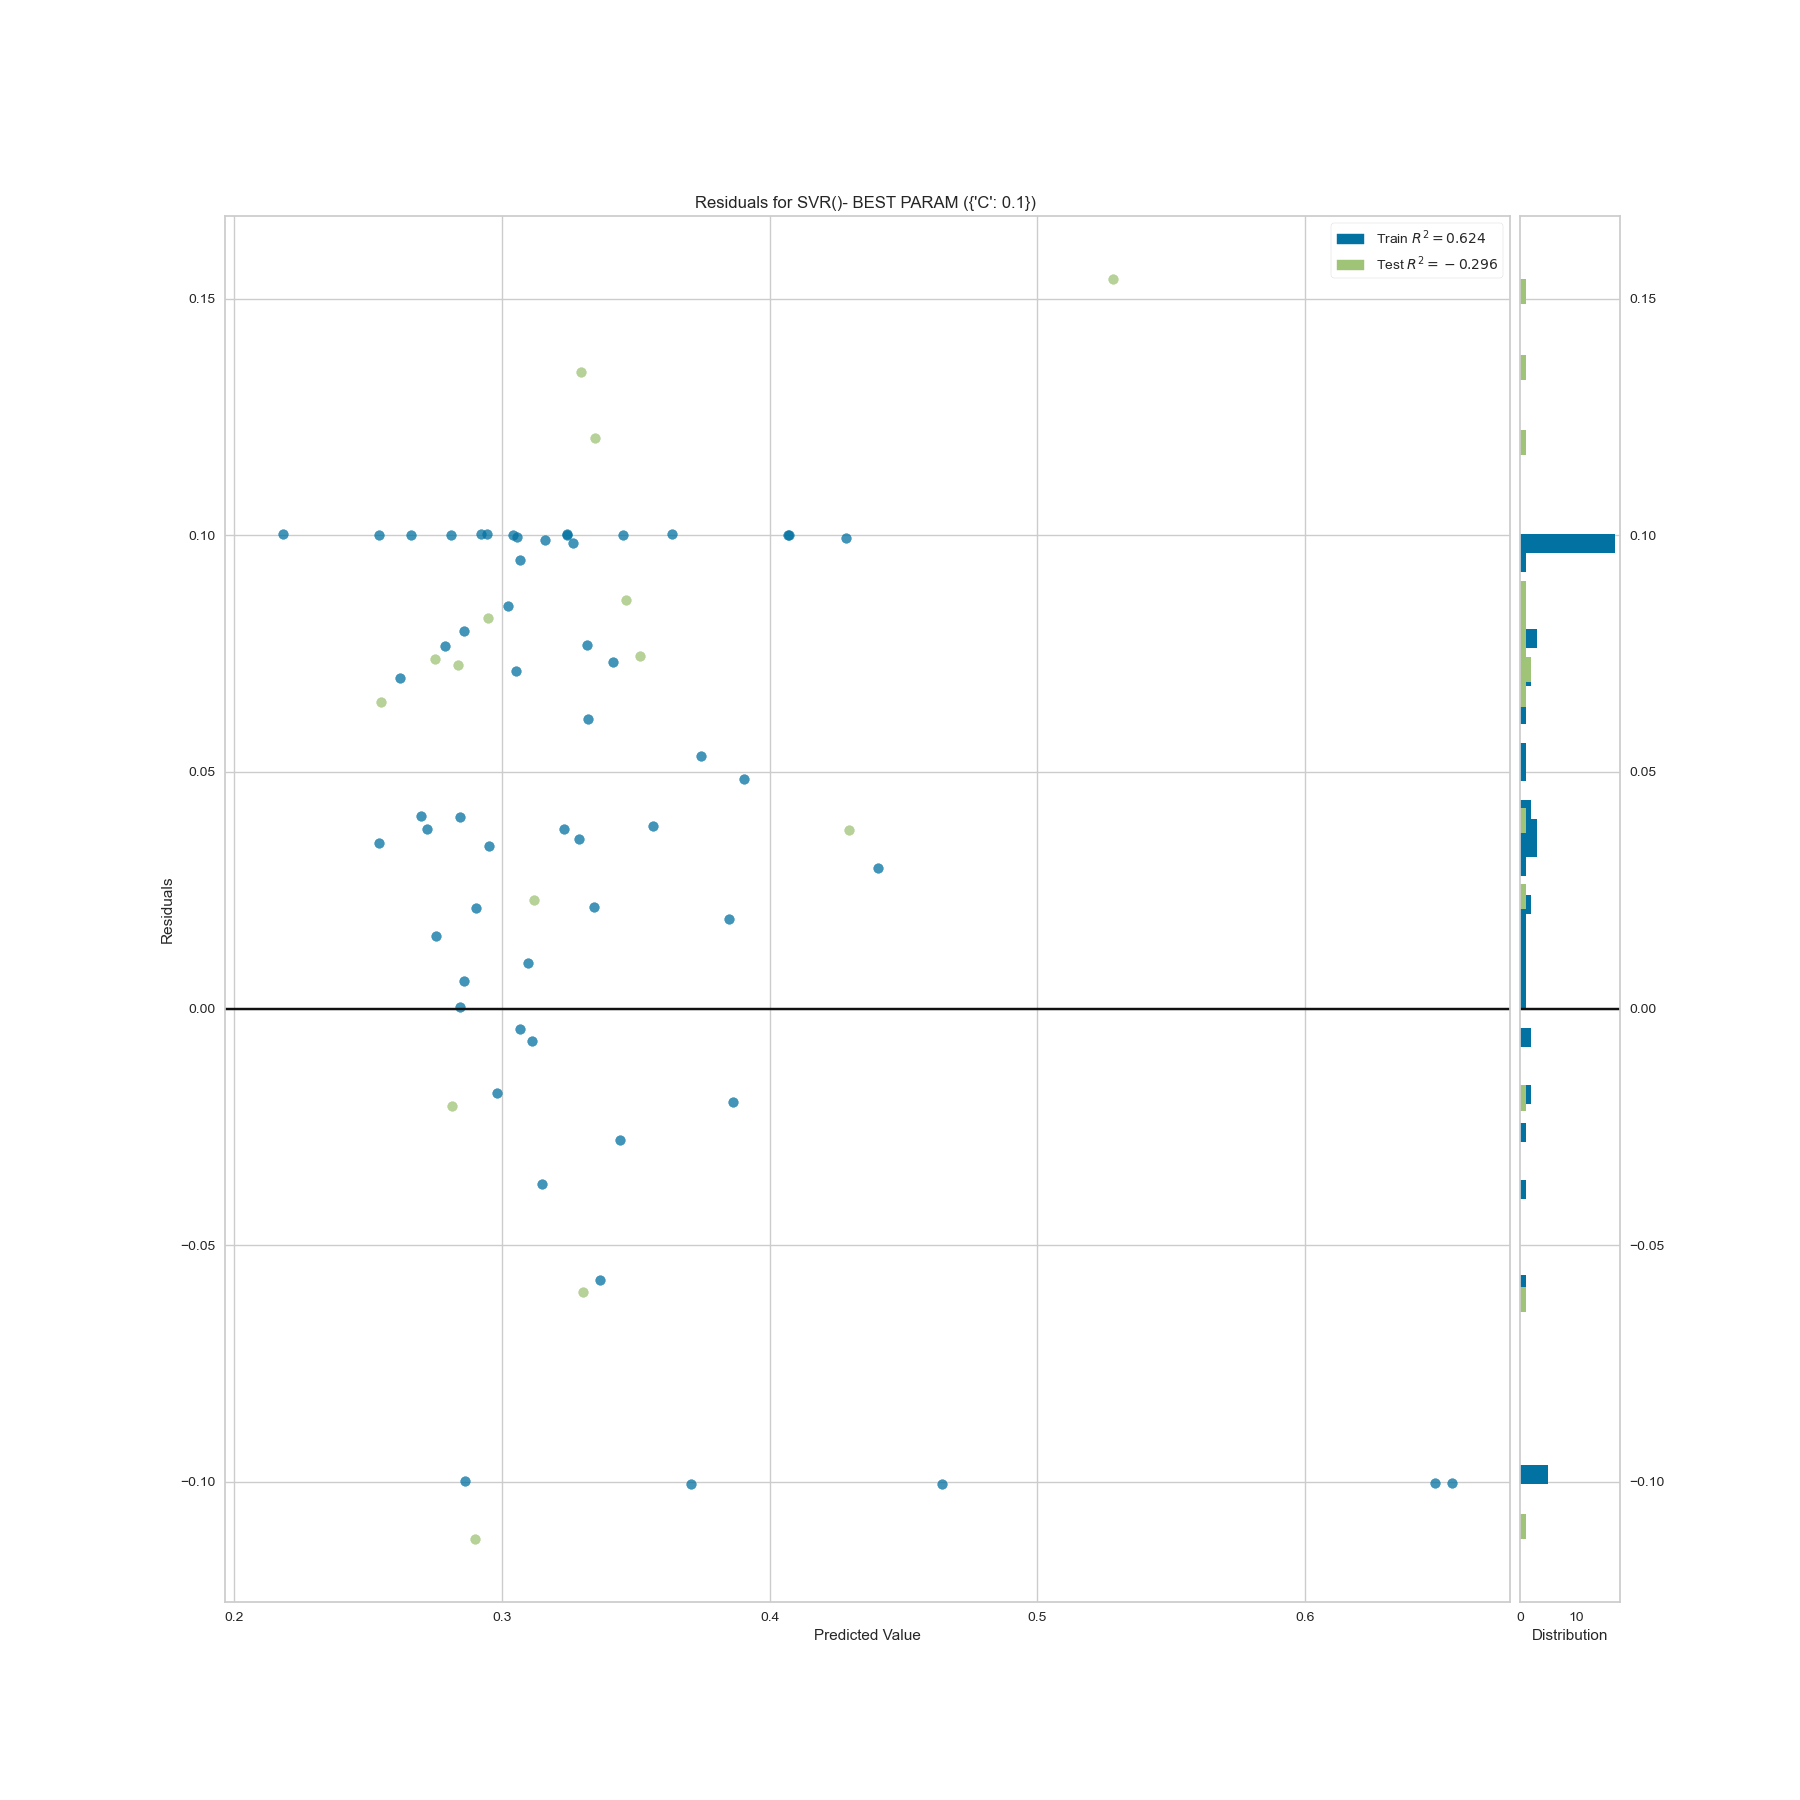 Residuals for SVR()- BEST PARAM ({'C': 0.1})
Train R² = 0.624
Test R² = −0.296
Residuals
0.15
0.10
0.05
0.00
−0.05
−0.10
0.15
0.10
0.05
0.00
−0.05
−0.10
0.2 0.3 0.4 0.5 0.6
0 10
Predicted Value
Distribution